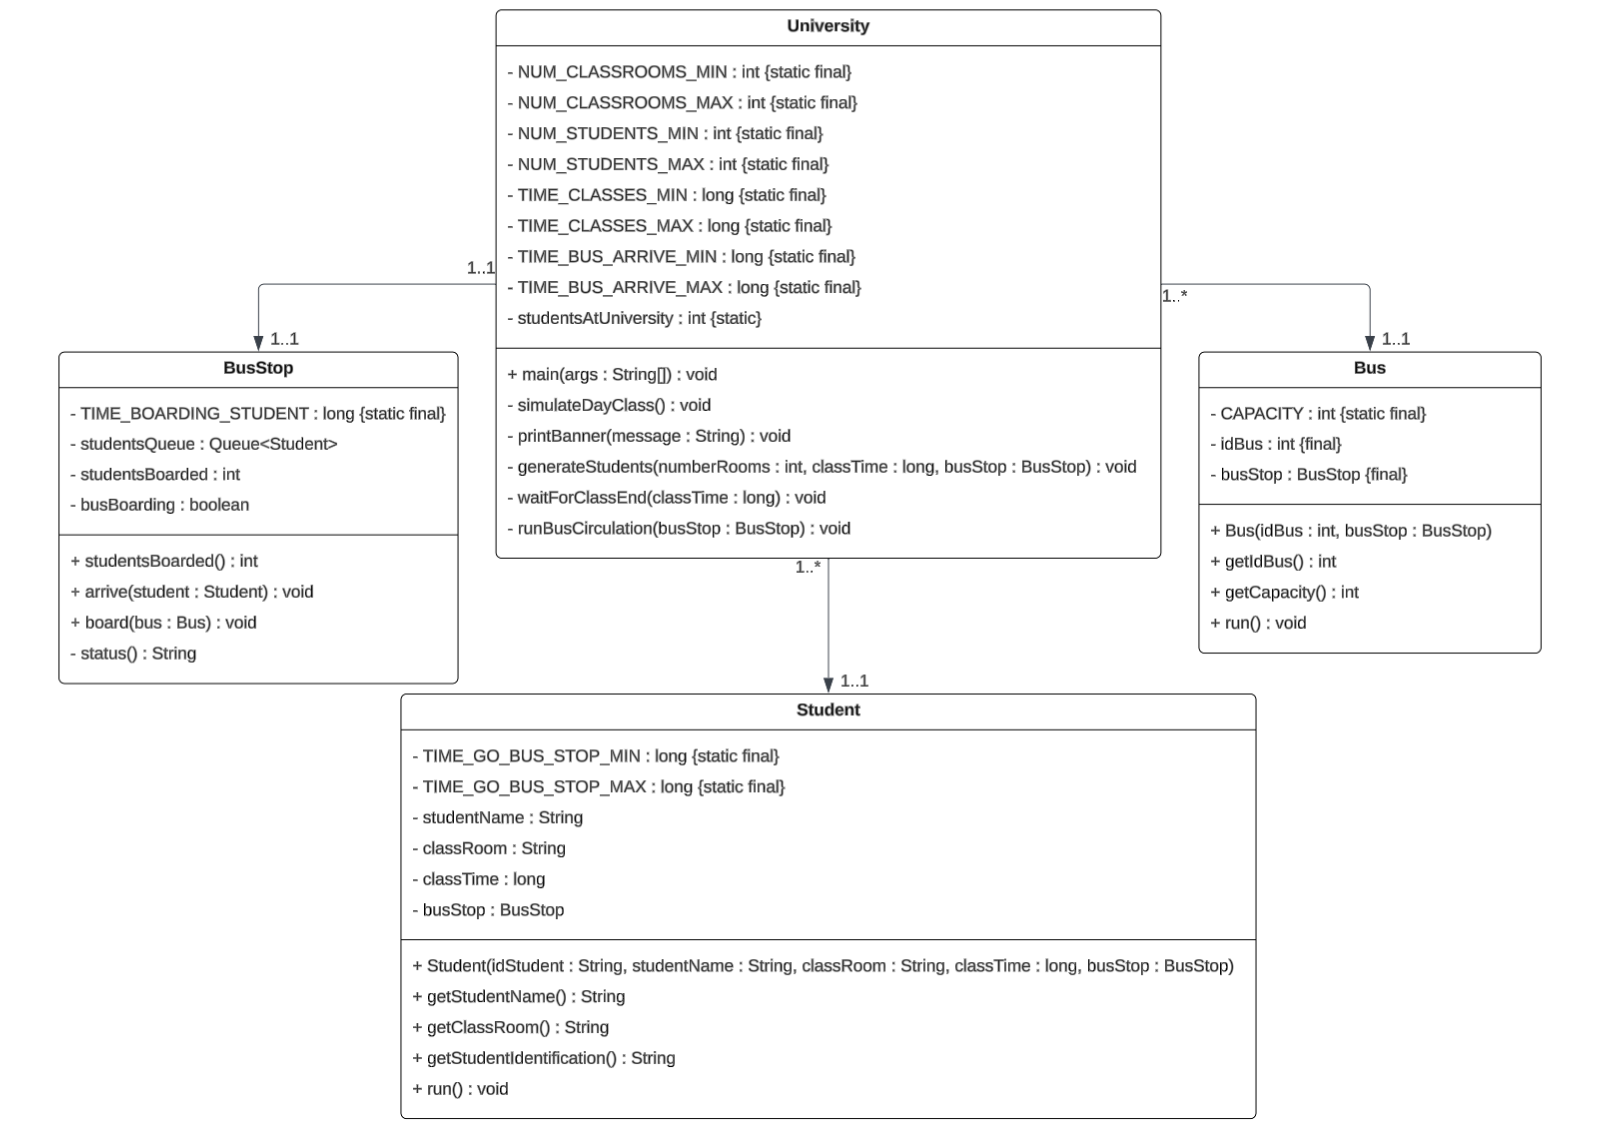 University
- NUM_CLASSROOMS_MIN : int {static final}
- NUM_CLASSROOMS_MAX : int {static final}
- NUM_STUDENTS_MIN : int {static final}
- NUM_STUDENTS_MAX : int {static final}
- TIME_CLASSES_MIN : long {static final}
- TIME_CLASSES_MAX : long {static final}
- TIME_BUS_ARRIVE_MIN : long {static final}
- TIME_BUS_ARRIVE_MAX : long {static final}
- studentsAtUniversity : int {static}
+ main(args : String[]) : void
- simulateDayClass() : void
- printBanner(message : String) : void
- generateStudents(numberRooms : int, classTime : long, busStop : BusStop) : void
- waitForClassEnd(classTime : long) : void
- runBusCirculation(busStop : BusStop) : void
1..1
1..1
1..*
1..1
1..*
1..1
BusStop
- TIME_BOARDING_STUDENT : long {static final}
- studentsQueue : Queue<Student>
- studentsBoarded : int
- busBoarding : boolean
+ studentsBoarded() : int
+ arrive(student : Student) : void
+ board(bus : Bus) : void
- status() : String
Bus
- CAPACITY : int {static final}
- idBus : int {final}
- busStop : BusStop {final}
+ Bus(idBus : int, busStop : BusStop)
+ getIdBus() : int
+ getCapacity() : int
+ run() : void
Student
- TIME_GO_BUS_STOP_MIN : long {static final}
- TIME_GO_BUS_STOP_MAX : long {static final}
- studentName : String
- classRoom : String
- classTime : long
- busStop : BusStop
+ Student(idStudent : String, studentName : String, classRoom : String, classTime : long, busStop : BusStop)
+ getStudentName() : String
+ getClassRoom() : String
+ getStudentIdentification() : String
+ run() : void